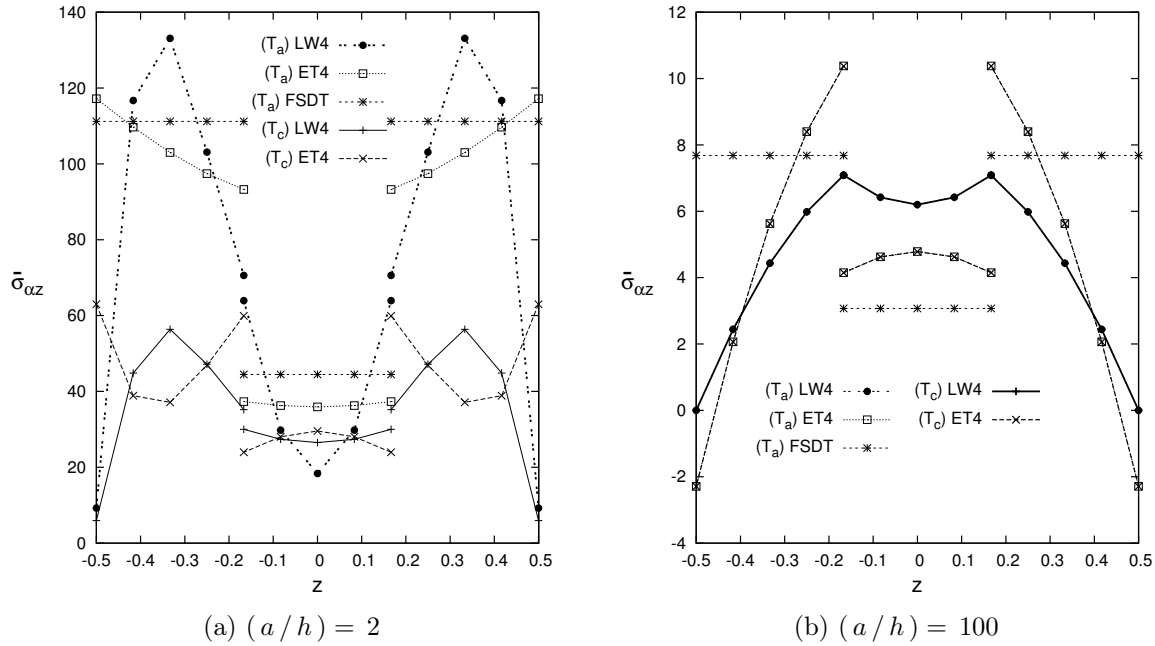 140
120
100
80
60
40
20
0
σ̄αz
-0.5 -0.4 -0.3 -0.2 -0.1 0.0 0.1 0.2 0.3 0.4 0.5
z
(Ta) LW4
(Ta) ET4
(Ta) FSDT
(Tc) LW4
(Tc) ET4
(a) (a/h) = 2
12
10
8
6
4
2
0
-2
-4
σ̄αz
-0.5 -0.4 -0.3 -0.2 -0.1 0.0 0.1 0.2 0.3 0.4 0.5
z
(Ta) LW4
(Ta) ET4
(Ta) FSDT
(Tc) LW4
(Tc) ET4
(b) (a/h) = 100